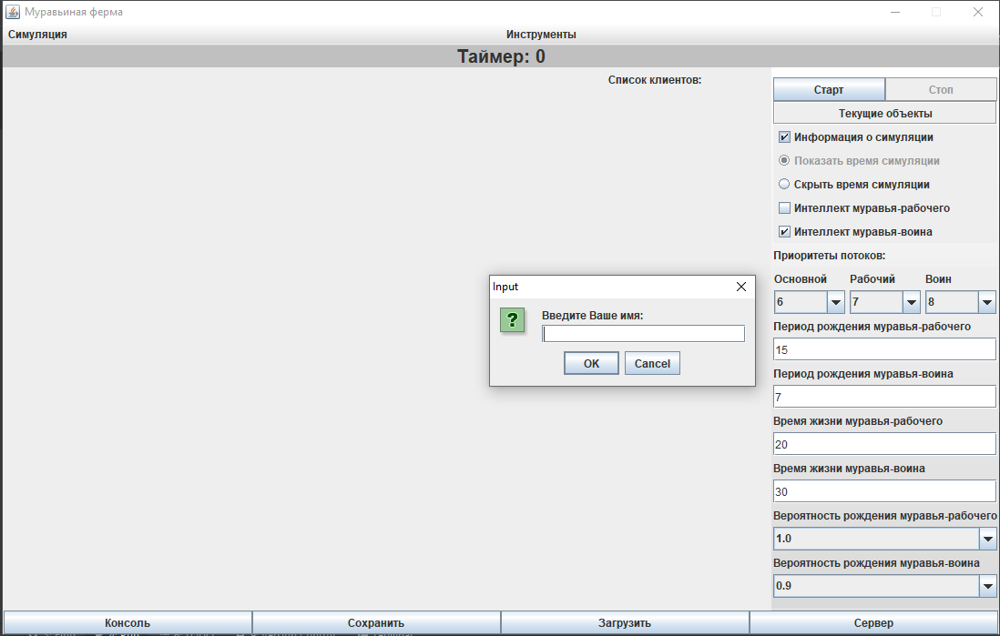 Муравьиная ферма
Симуляция Инструменты
Таймер: 0
Список клиентов:
Старт Стоп
Текущие объекты
Информация о симуляции
Показать время симуляции
Скрыть время симуляции
Интеллект муравья-рабочего
Интеллект муравья-воина
Приоритеты потоков:
Основной Рабочий Воин
6 7 8
Период рождения муравья-рабочего
15
Период рождения муравья-воина
7
Время жизни муравья-рабочего
20
Время жизни муравья-воина
30
Вероятность рождения муравья-рабочего
1.0
Вероятность рождения муравья-воина
0.9
Input
?
Введите Ваше имя:
OK Cancel
Консоль Сохранить Загрузить Сервер